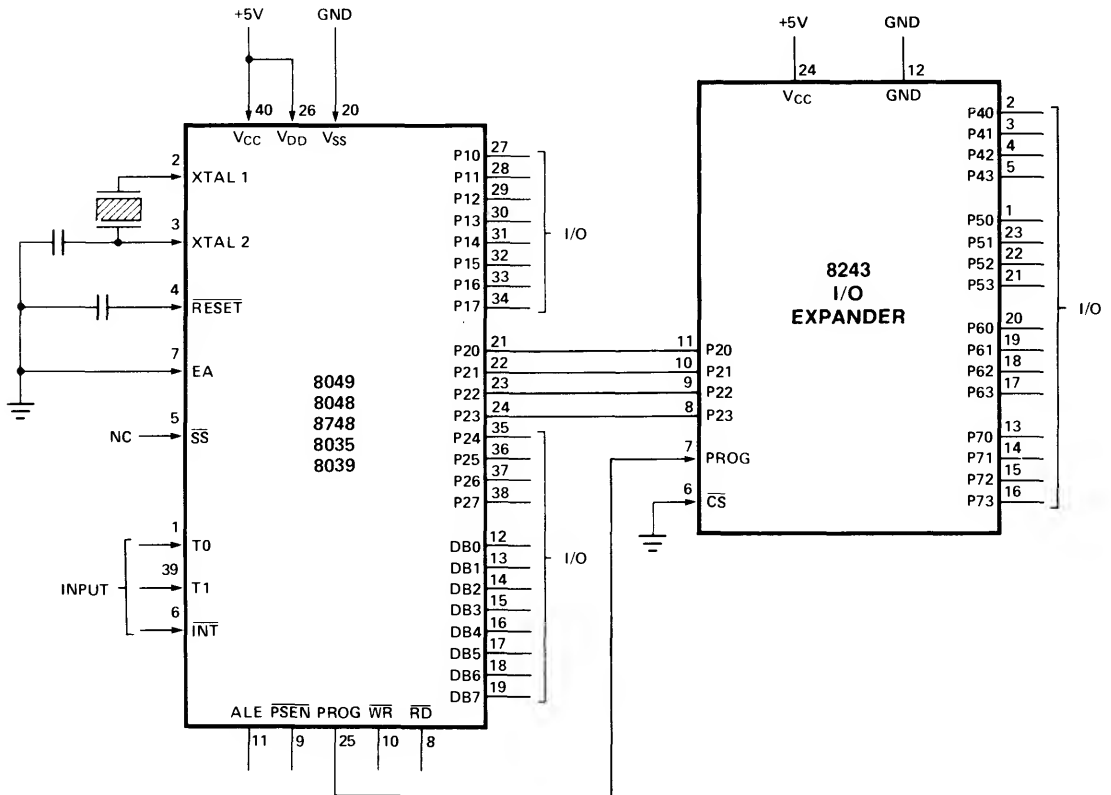 +5V
GND
40
26
20
VCC
VDD
VSS
2
XTAL 1
3
XTAL 2
4
RESET
7
EA
5
NC
SS
1
T0
39
T1
6
INT
INPUT
8049
8048
8748
8035
8039
P10 27
P11 28
P12 29
P13 30
P14 31
P15 32
P16 33
P17 34
I/O
P20 21
P21 22
P22 23
P23 24
P24 35
P25 36
P26 37
P27 38
DB0 12
DB1 13
DB2 14
DB3 15
DB4 16
DB5 17
DB6 18
DB7 19
I/O
ALE PSEN PROG WR RD
11 9 25 10 8
+5V
GND
24
12
VCC
GND
8243
I/O
EXPANDER
11 P20
10 P21
9 P22
8 P23
7 PROG
6 CS
P40 2
P41 3
P42 4
P43 5
P50 1
P51 23
P52 22
P53 21
P60 20
P61 19
P62 18
P63 17
P70 13
P71 14
P72 15
P73 16
I/O